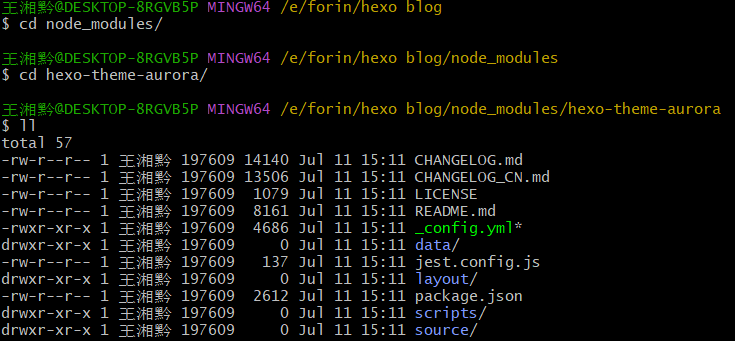 王湘黔@DESKTOP-8RGVB5P MINGW64 /e/forin/hexo blog
$ cd node_modules/
王湘黔@DESKTOP-8RGVB5P MINGW64 /e/forin/hexo blog/node_modules
$ cd hexo-theme-aurora/
王湘黔@DESKTOP-8RGVB5P MINGW64 /e/forin/hexo blog/node_modules/hexo-theme-aurora
$ ll
total 57
-rw-r--r-- 1 王湘黔 197609 14140 Jul 11 15:11 CHANGELOG.md
-rw-r--r-- 1 王湘黔 197609 13506 Jul 11 15:11 CHANGELOG_CN.md
-rw-r--r-- 1 王湘黔 197609  1079 Jul 11 15:11 LICENSE
-rw-r--r-- 1 王湘黔 197609  8161 Jul 11 15:11 README.md
-rwxr-xr-x 1 王湘黔 197609  4686 Jul 11 15:11 _config.yml*
drwxr-xr-x 1 王湘黔 197609     0 Jul 11 15:11 data/
-rw-r--r-- 1 王湘黔 197609   137 Jul 11 15:11 jest.config.js
drwxr-xr-x 1 王湘黔 197609     0 Jul 11 15:11 layout/
-rw-r--r-- 1 王湘黔 197609  2612 Jul 11 15:11 package.json
drwxr-xr-x 1 王湘黔 197609     0 Jul 11 15:11 scripts/
drwxr-xr-x 1 王湘黔 197609     0 Jul 11 15:11 source/